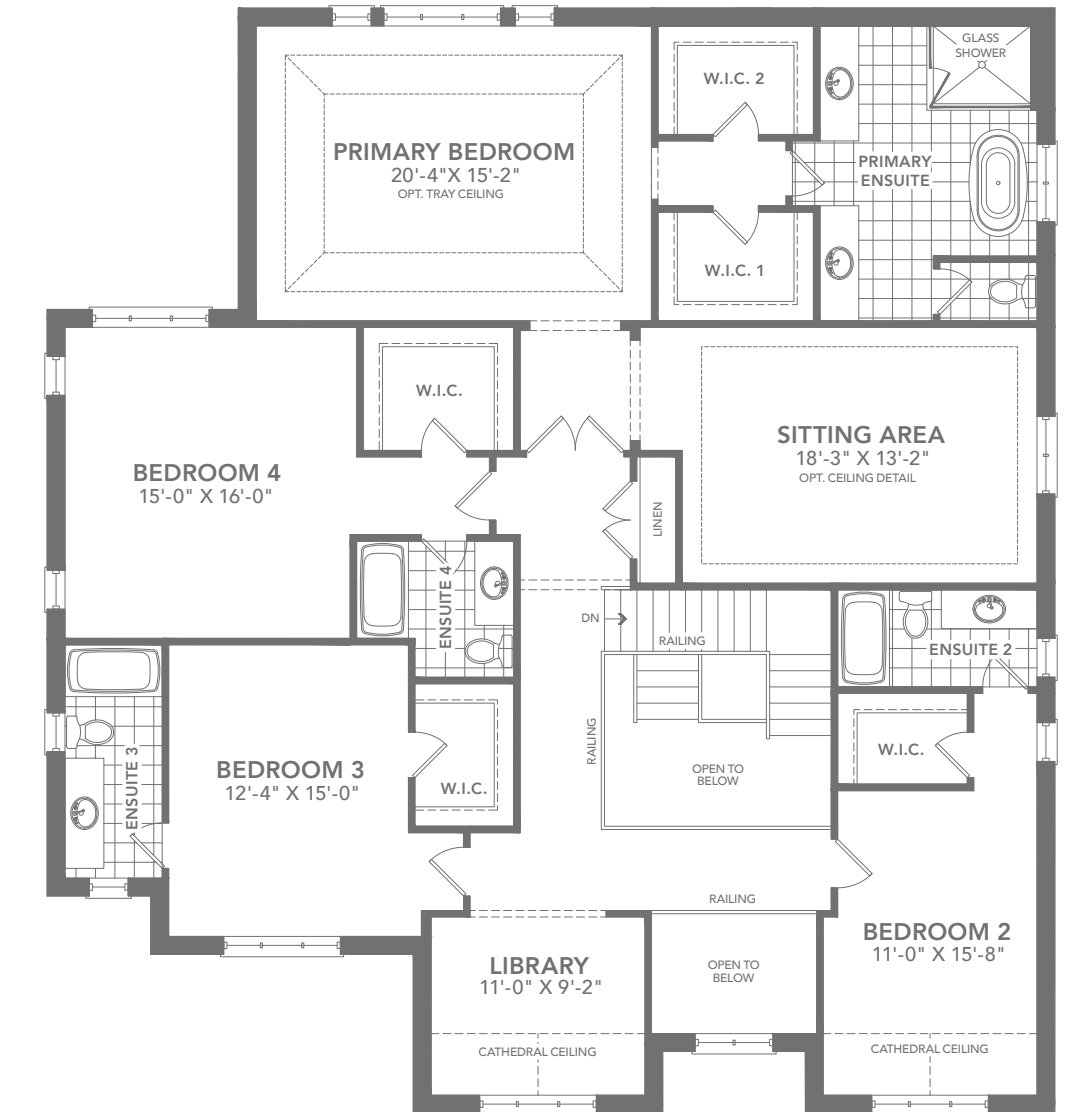 GLASS
SHOWER
W.I.C. 2
PRIMARY BEDROOM
20'-4"X 15'-2"
OPT. TRAY CEILING
PRIMARY
ENSUITE
W.I.C. 1
W.I.C.
SITTING AREA
18'-3" X 13'-2"
OPT. CEILING DETAIL
BEDROOM 4
15'-0" X 16'-0"
LINEN
ENSUITE 4
DN
RAILING
ENSUITE 2
RAILING
W.I.C.
ENSUITE 3
BEDROOM 3
12'-4" X 15'-0"
W.I.C.
OPEN TO
BELOW
RAILING
BEDROOM 2
11'-0" X 15'-8"
LIBRARY
11'-0" X 9'-2"
OPEN TO
BELOW
CATHEDRAL CEILING
CATHEDRAL CEILING